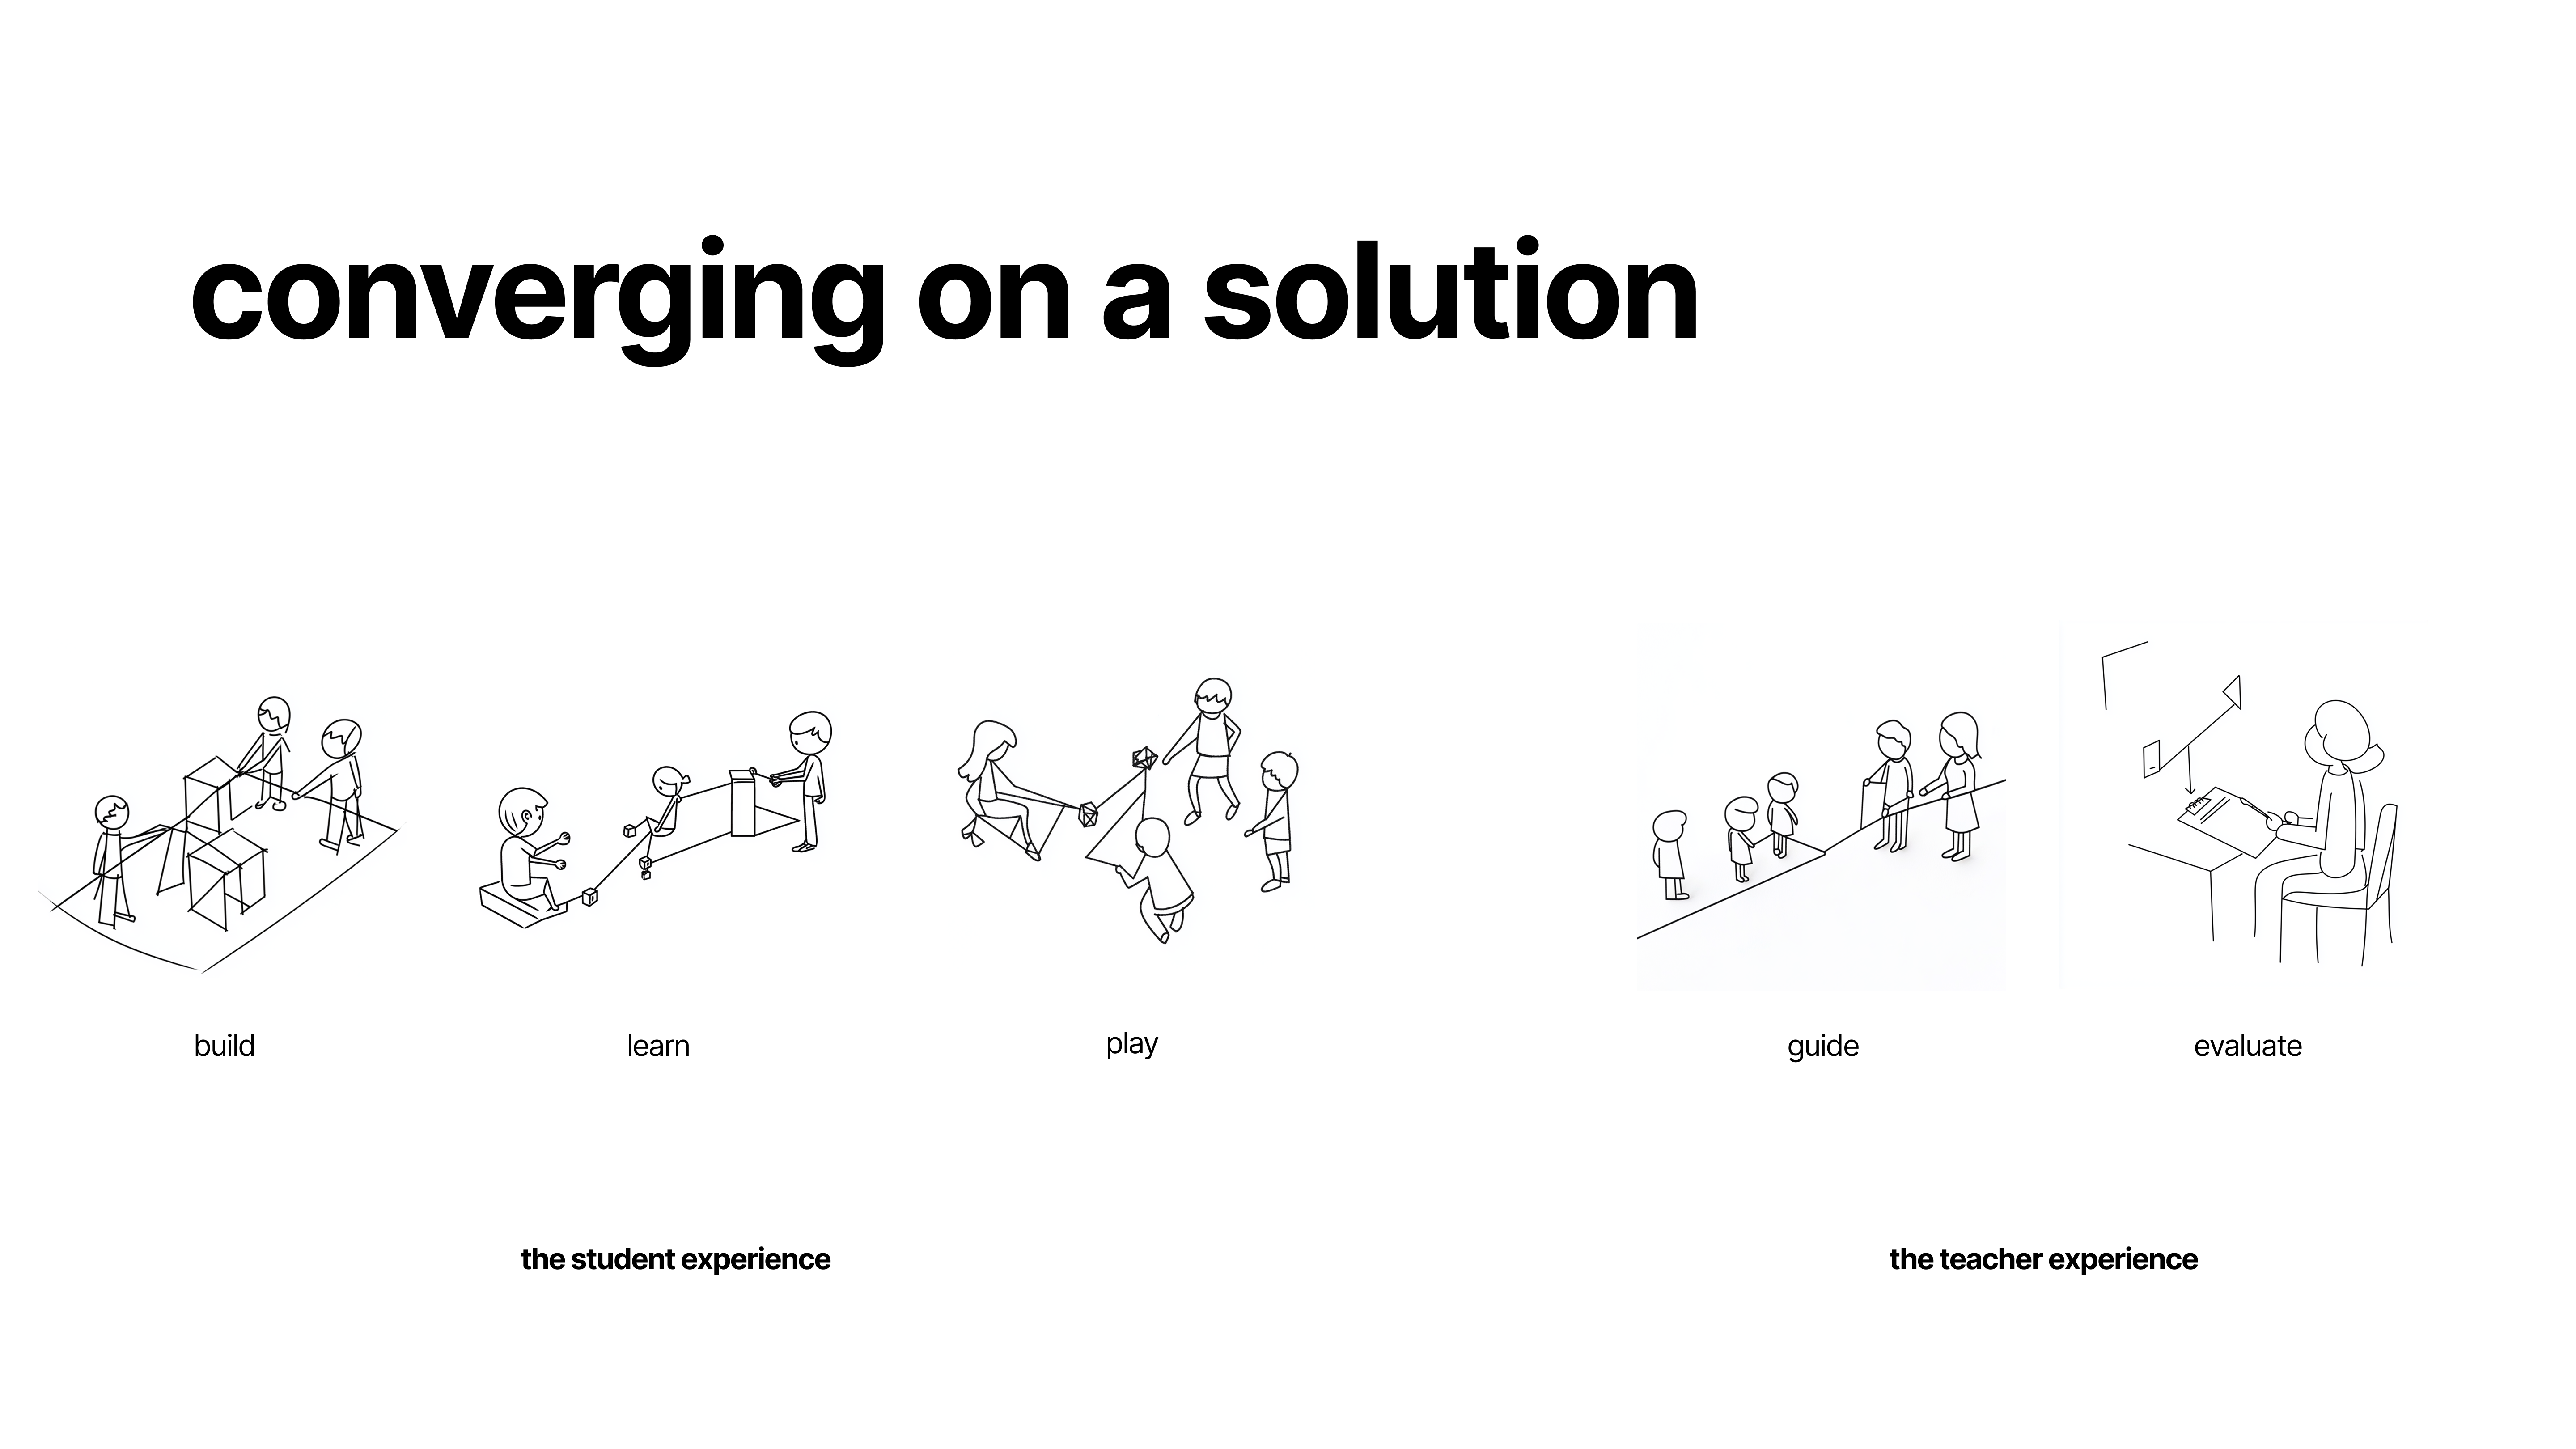 converging on a solution
build
learn
play
guide
evaluate
the student experience
the teacher experience